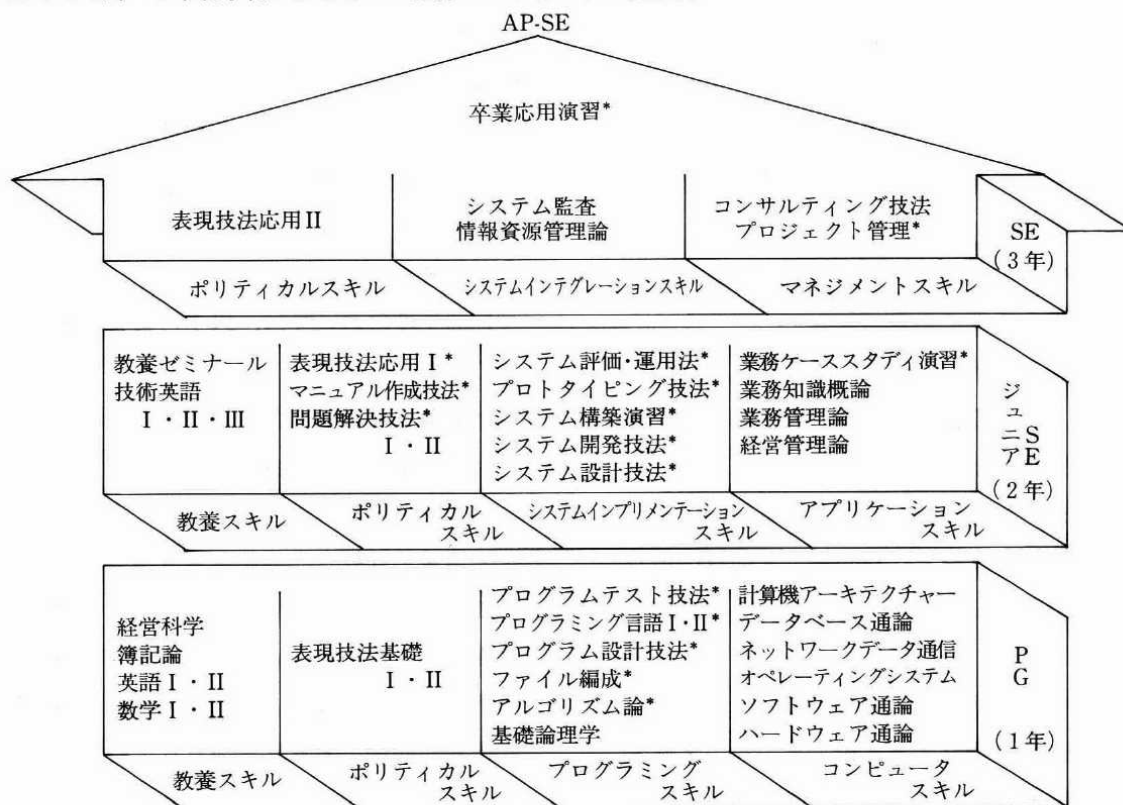 AP-SE
卒業応用演習*
表現技法応用Ⅱ
システム監査
情報資源管理論
コンサルティング技法
プロジェクト管理*
SE
(3年)
ポリティカルスキル
システムインテグレーションスキル
マネジメントスキル
教養ゼミナール
技術英語
Ⅰ・Ⅱ・Ⅲ
表現技法応用Ⅰ*
マニュアル作成技法*
問題解決技法*
Ⅰ・Ⅱ
システム評価・運用法*
プロトタイピング技法*
システム構築演習*
システム開発技法*
システム設計技法*
業務ケーススタディ演習*
業務知識概論
業務管理論
経営管理論
ジュニア
SE
(2年)
教養スキル
ポリティカル
スキル
システムインプリメンテーション
スキル
アプリケーション
スキル
経営科学
簿記論
英語Ⅰ・Ⅱ
数学Ⅰ・Ⅱ
表現技法基礎
Ⅰ・Ⅱ
プログラムテスト技法*
プログラミング言語Ⅰ・Ⅱ*
プログラム設計技法*
ファイル編成*
アルゴリズム論*
基礎論理学
計算機アーキテクチャー
データベース通論
ネットワークデータ通信
オペレーティングシステム
ソフトウェア通論
ハードウェア通論
PG
(1年)
教養スキル
ポリティカル
スキル
プログラミング
スキル
コンピュータ
スキル